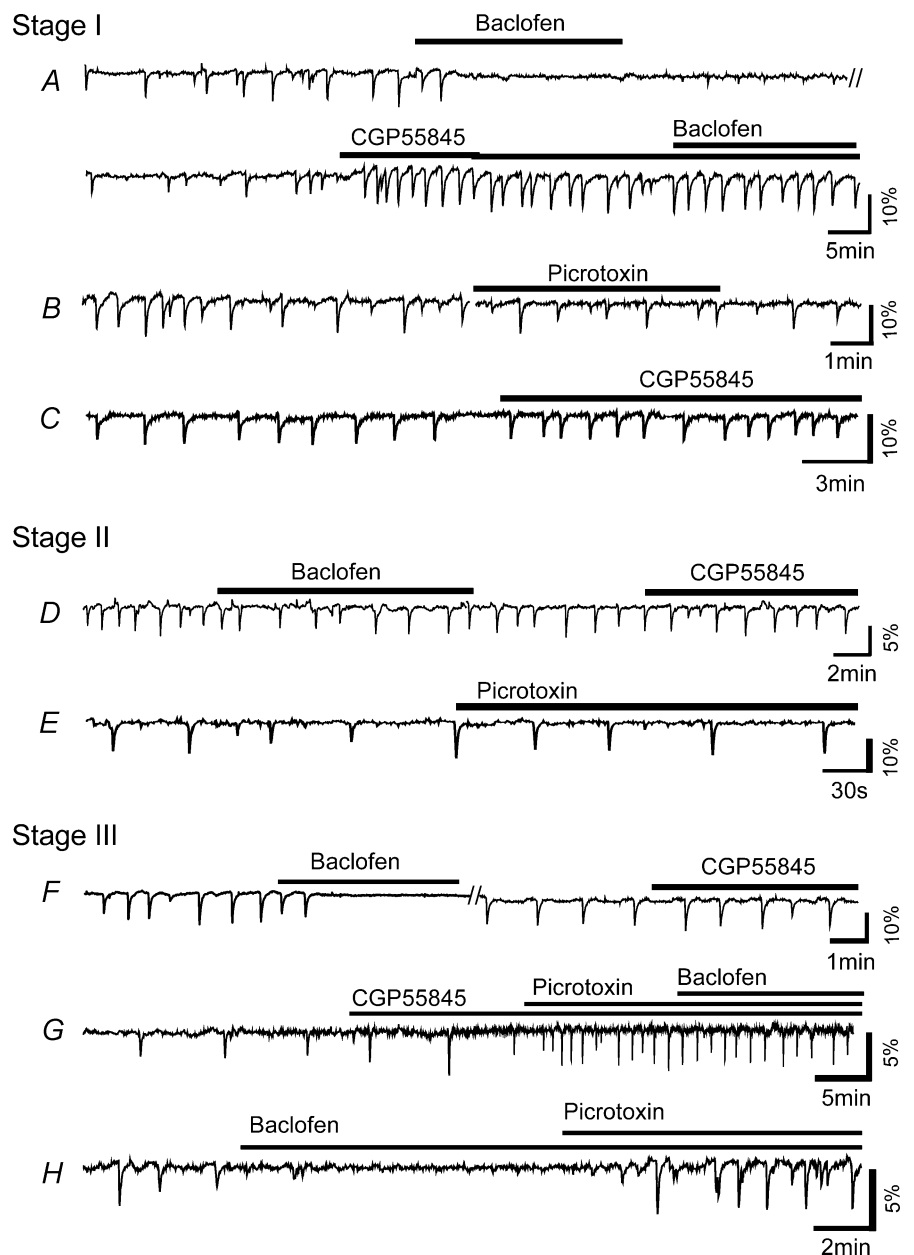 Stage I
Baclofen
A
//
CGP55845
Baclofen
10%
5min
Picrotoxin
B
10%
1min
CGP55845
C
10%
3min
Stage II
Baclofen
CGP55845
D
5%
2min
Picrotoxin
E
10%
30s
Stage III
Baclofen
CGP55845
F
//
10%
1min
Baclofen
Picrotoxin
CGP55845
G
5%
5min
Picrotoxin
Baclofen
H
5%
2min